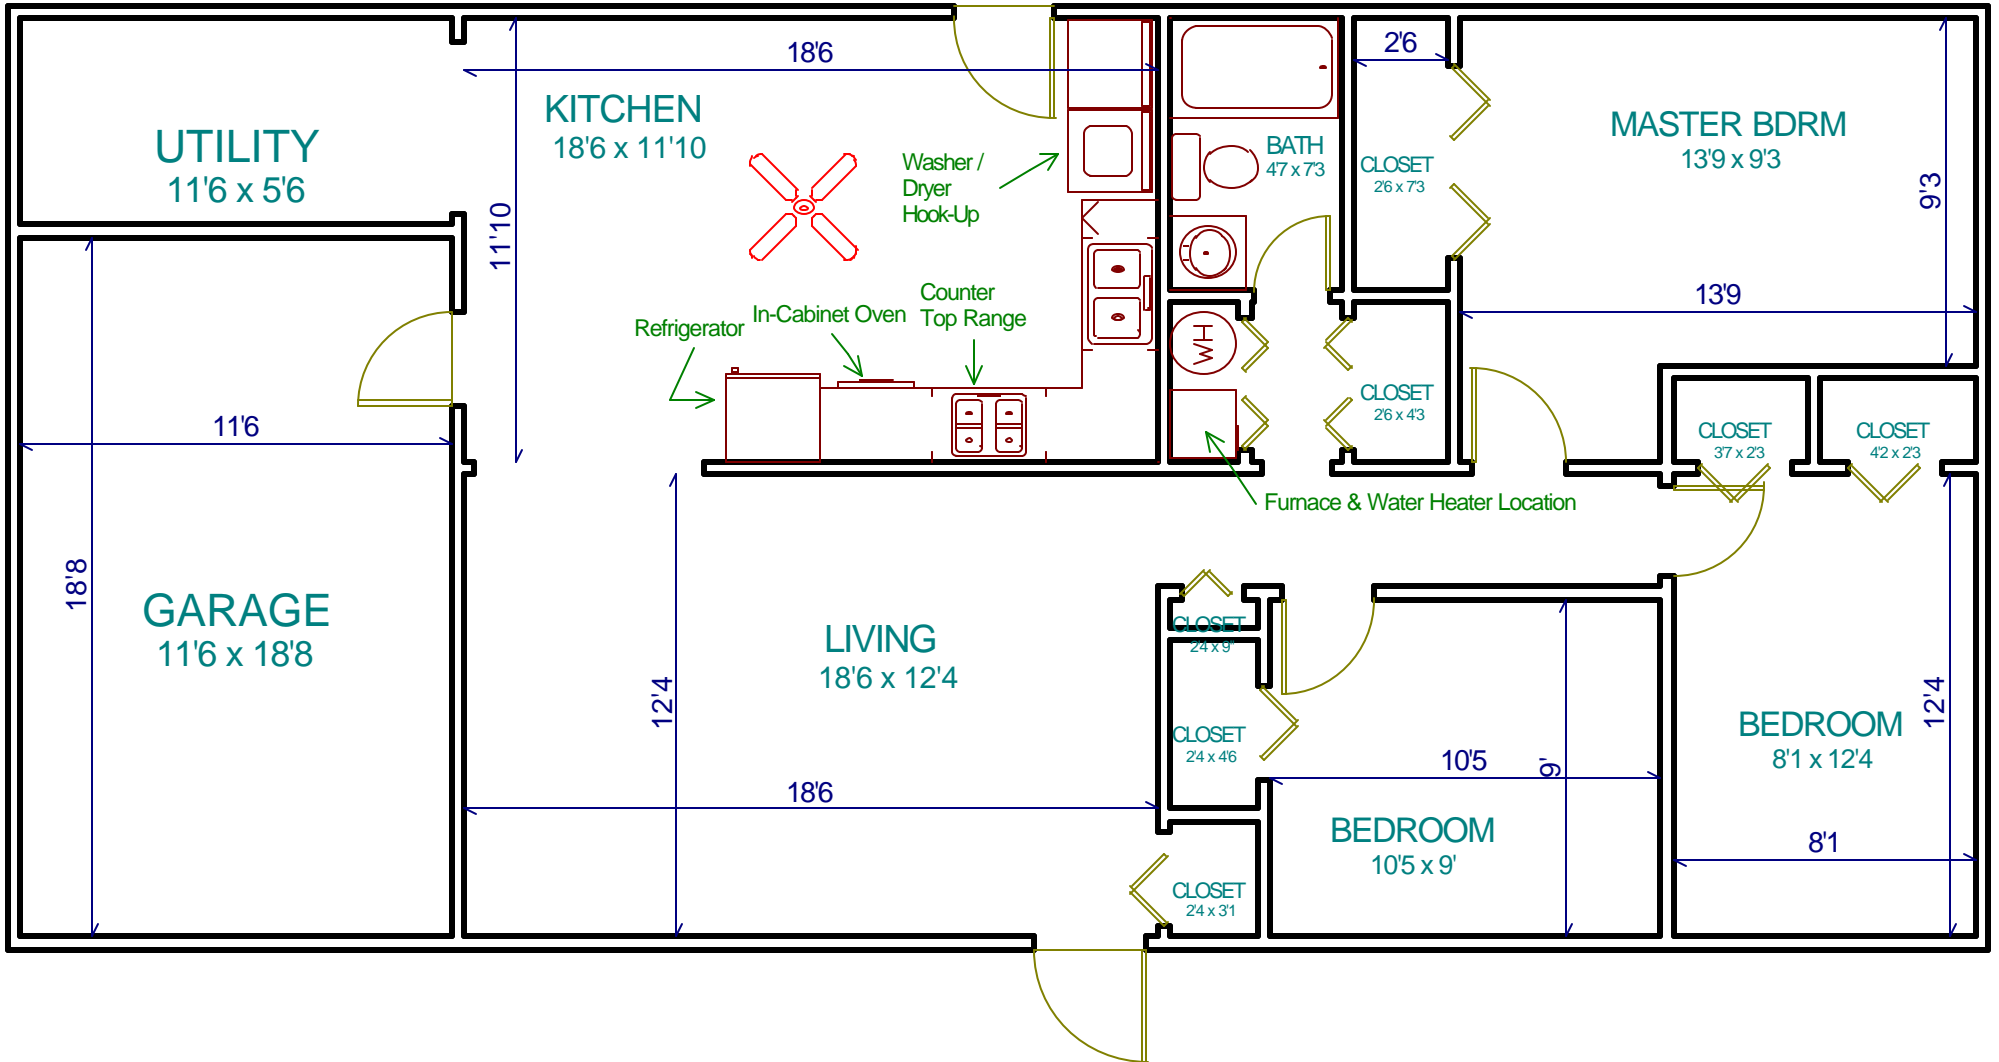 18'6
2'6
KITCHEN
18'6 x 11'10
UTILITY
11'6 x 5'6
MASTER BDRM
13'9 x 9'3
BATH
4'7 x 7'3
CLOSET
2'6 x 7'3
Washer /
Dryer
Hook-Up
9'3
11'10
Counter
Top Range
In-Cabinet Oven
Refrigerator
13'9
WH
CLOSET
2'6 x 4'3
11'6
CLOSET
3'7 x 2'3
CLOSET
4'2 x 2'3
Furnace & Water Heater Location
18'8
GARAGE
11'6 x 18'8
LIVING
18'6 x 12'4
CLOSET
2'4 x 9"
12'4
CLOSET
2'4 x 4'6
12'4
BEDROOM
8'1 x 12'4
10'5
9'
18'6
BEDROOM
10'5 x 9'
8'1
CLOSET
2'4 x 3'1